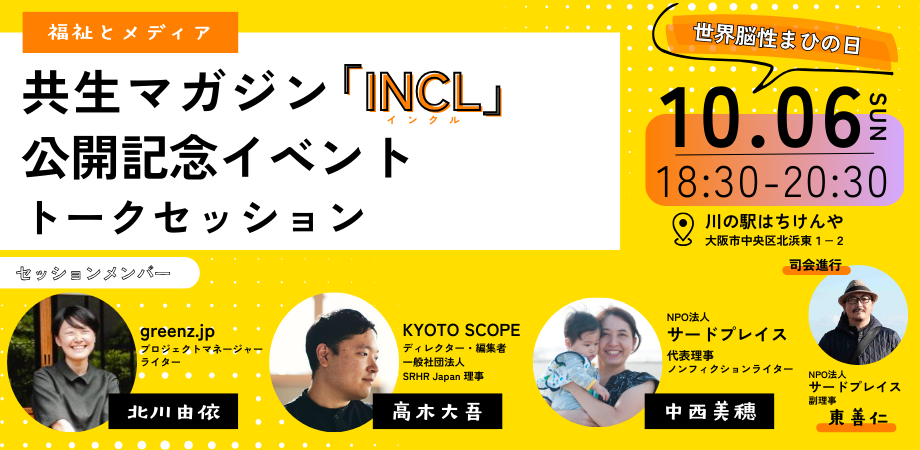 福祉とメディア
共生マガジン「INCL」
インクル
公開記念イベント
トークセッション
世界脳性まひの日
10.06 SUN
18:30-20:30
川の駅はちけんや
大阪市中央区北浜東1−2
セッションメンバー
greenz.jp
プロジェクトマネージャー
ライター
北川由依
KYOTO SCOPE
ディレクター・編集者
一般社団法人
SRHR Japan 理事
高木大吾
NPO法人
サードプレイス
代表理事
ノンフィクションライター
中西美穂
司会進行
NPO法人
サードプレイス
副理事
東善仁